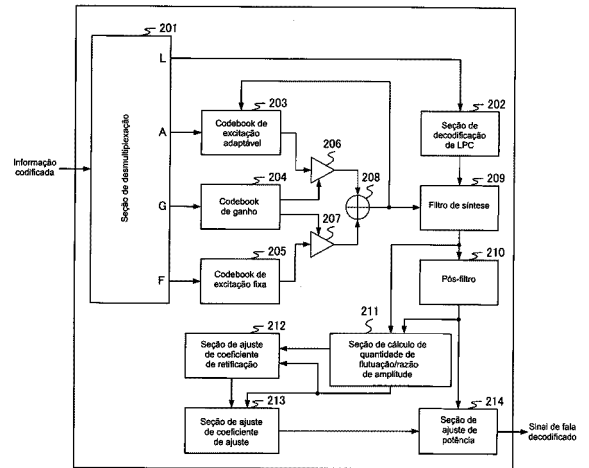 201
L
203
202
Codebook de
excitação
adaptável
A
206
Seção de
decodificação
de LPC
Informação
codificada
Seção de desmultiplexação
204
208
209
G
Codebook
de ganho
207
Filtro de síntese
205
210
F
Codebook de
excitação fixa
Pós-filtro
211
212
Seção de ajuste
de coeficiente
de retificação
Seção de cálculo de
quantidade de
flutuação/razão
de amplitude
213
214
Seção de ajuste
de coeficiente
de ajuste
Seção de
ajuste de
potência
Sinal de fala
decodificado